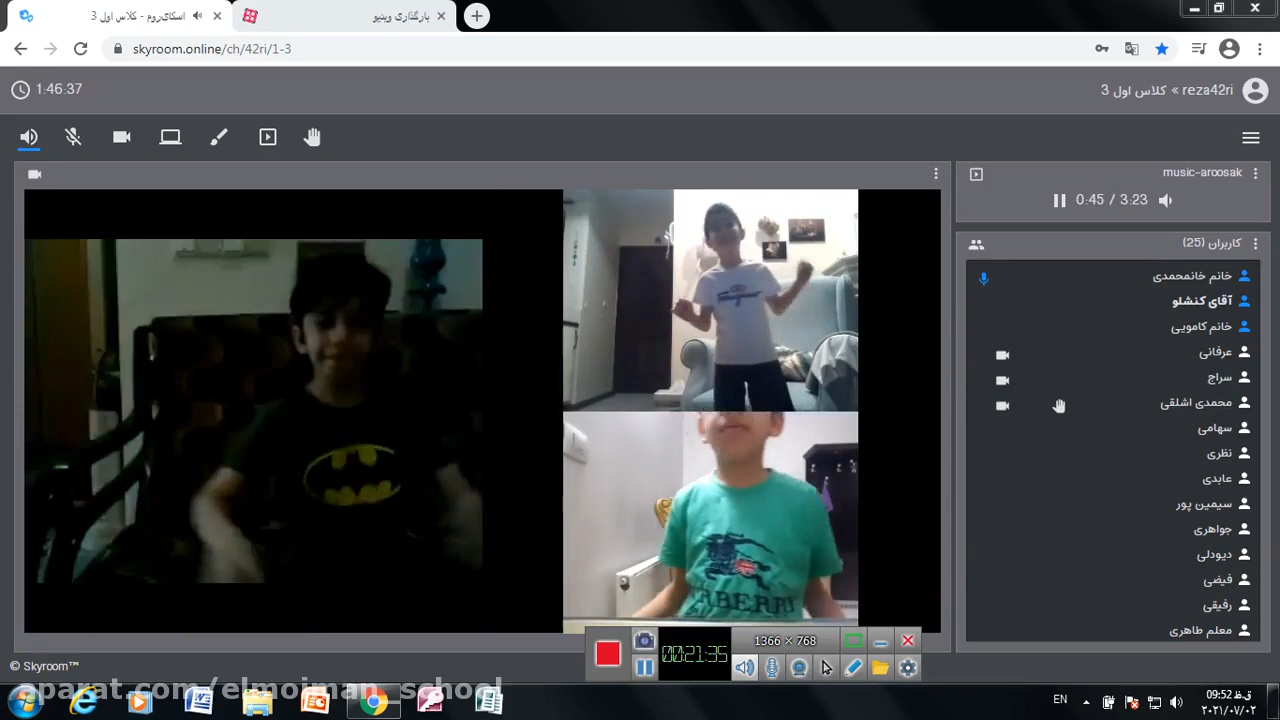 اسکای‌روم - کلاس اول 3
بارگذاری ویدیو
skyroom.online/ch/42ri/1-3
1:46:37
reza42ri » کلاس اول 3
music-aroosak
0:45 / 3:23
کاربران (25)
خانم خانمحمدی
آقای کنشلو
خانم کامویی
عرفانی
سراج
محمدی اشلقی
سهامی
نظری
عابدی
سیمین پور
جواهری
دیودلی
فیضی
رفیقی
معلم طاهری
BURBERRY
1366 × 768
00:21:35
© Skyroom™
aparat.com/elmoiman_school
EN
09:52 ق.ظ
۲۰۲۱/۰۷/۰۲